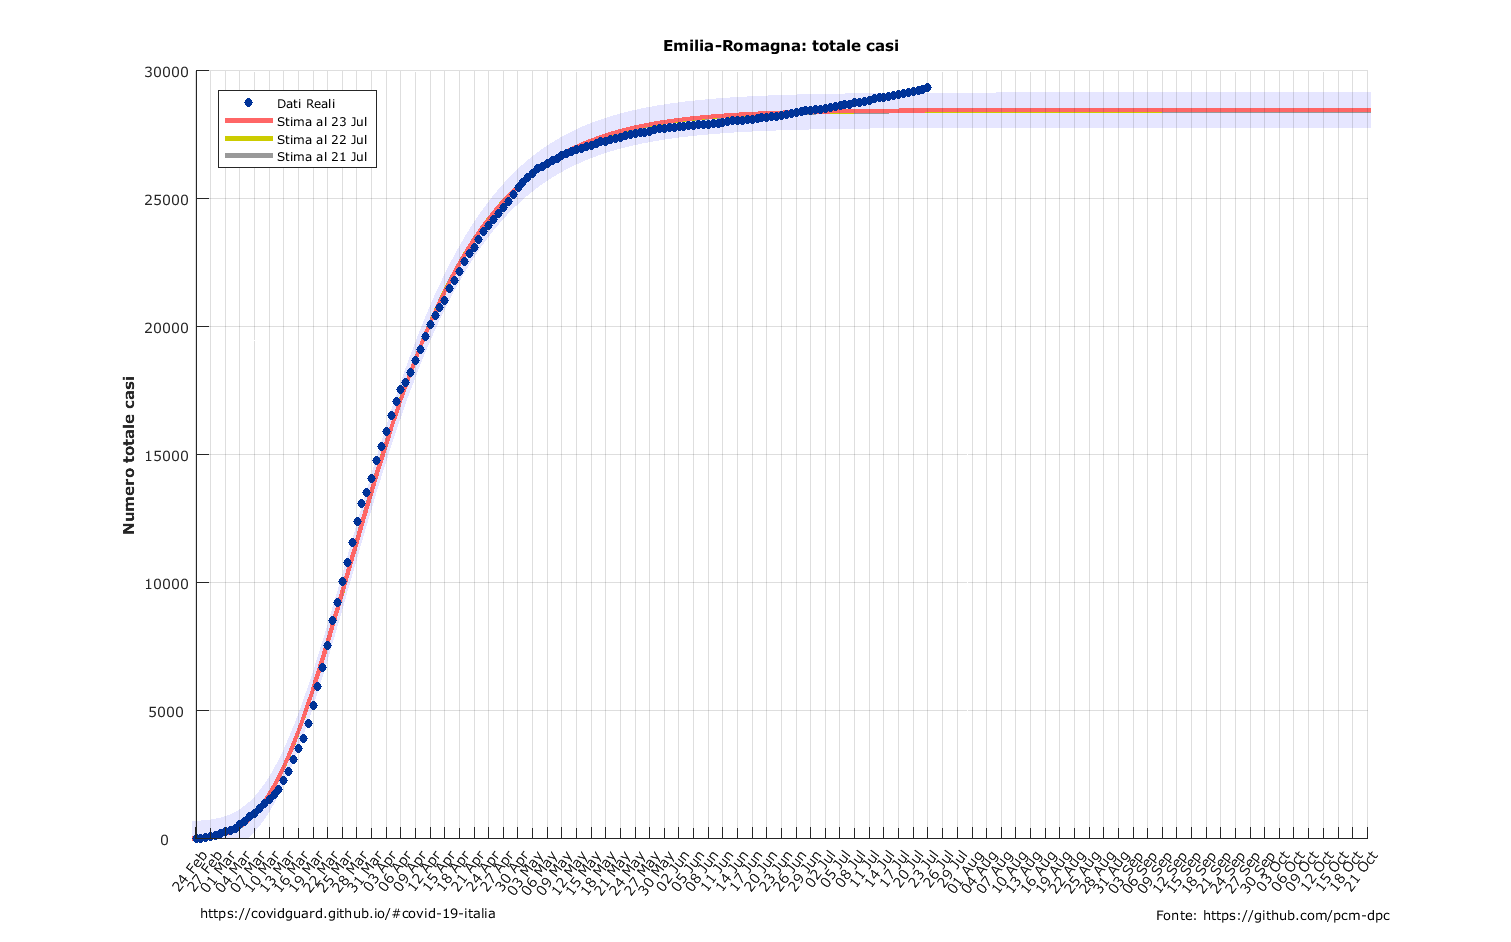 Emilia-Romagna: totale casi
30000
25000
20000
15000
10000
5000
0
Numero totale casi
Dati Reali
Stima al 23 Jul
Stima al 22 Jul
Stima al 21 Jul
24 Feb
27 Feb
01 Mar
04 Mar
07 Mar
10 Mar
13 Mar
16 Mar
19 Mar
22 Mar
25 Mar
28 Mar
31 Mar
03 Apr
06 Apr
09 Apr
12 Apr
15 Apr
18 Apr
21 Apr
24 Apr
27 Apr
30 Apr
03 May
06 May
09 May
12 May
15 May
18 May
21 May
24 May
27 May
30 May
02 Jun
05 Jun
08 Jun
11 Jun
14 Jun
17 Jun
20 Jun
23 Jun
26 Jun
29 Jun
02 Jul
05 Jul
08 Jul
11 Jul
14 Jul
17 Jul
20 Jul
23 Jul
26 Jul
29 Jul
01 Aug
04 Aug
07 Aug
10 Aug
13 Aug
16 Aug
19 Aug
22 Aug
25 Aug
28 Aug
31 Aug
03 Sep
06 Sep
09 Sep
12 Sep
15 Sep
18 Sep
21 Sep
24 Sep
27 Sep
30 Sep
03 Oct
06 Oct
09 Oct
12 Oct
15 Oct
18 Oct
21 Oct
https://covidguard.github.io/#covid-19-italia
Fonte: https://github.com/pcm-dpc